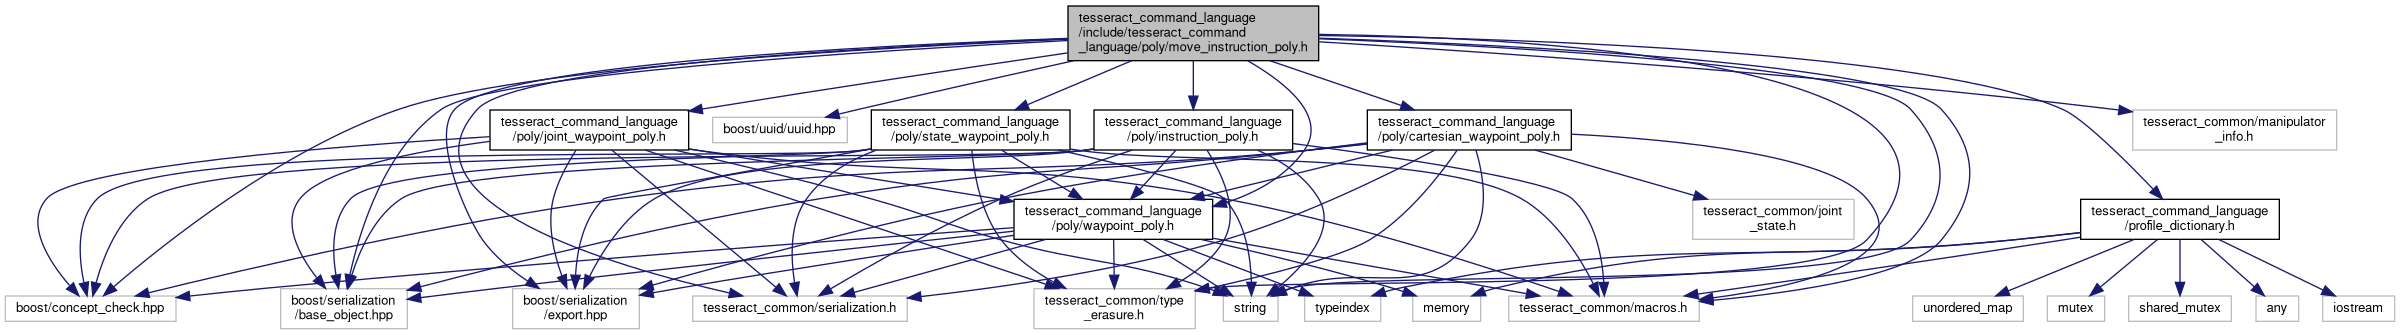 tesseract_command_language
/include/tesseract_command
_language/poly/move_instruction_poly.h
tesseract_command_language
/poly/joint_waypoint_poly.h
boost/uuid/uuid.hpp
tesseract_command_language
/poly/state_waypoint_poly.h
tesseract_command_language
/poly/instruction_poly.h
tesseract_command_language
/poly/cartesian_waypoint_poly.h
tesseract_common/manipulator
_info.h
tesseract_command_language
/poly/waypoint_poly.h
tesseract_common/joint
_state.h
tesseract_command_language
/profile_dictionary.h
boost/concept_check.hpp
boost/serialization
/base_object.hpp
boost/serialization
/export.hpp
tesseract_common/serialization.h
tesseract_common/type
_erasure.h
string
typeindex
memory
tesseract_common/macros.h
unordered_map
mutex
shared_mutex
any
iostream